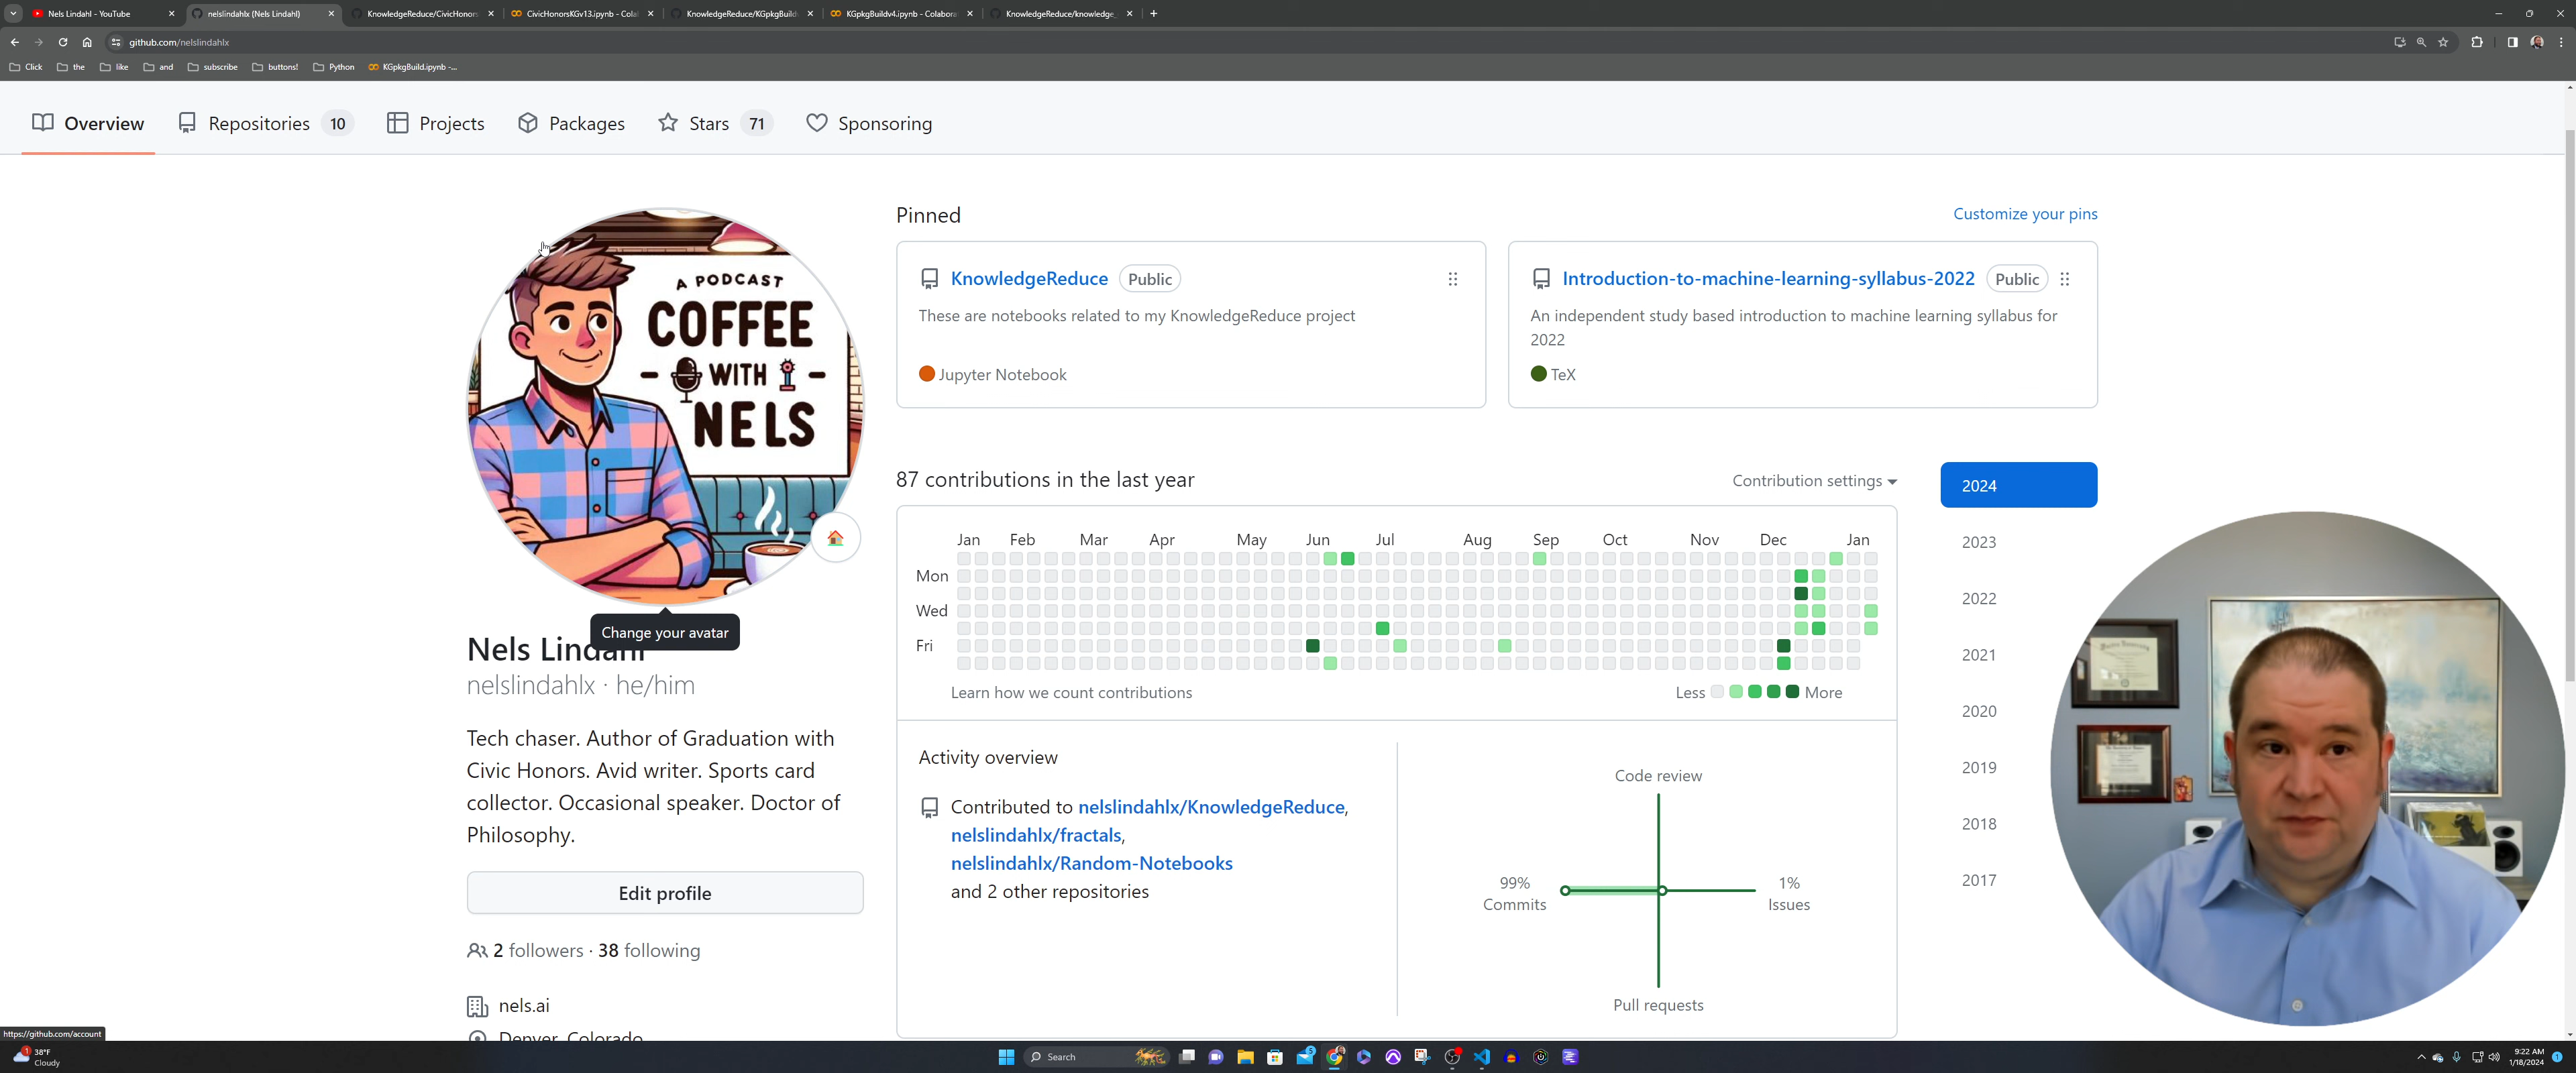 Nels Lindahl - YouTube
nelslindahlx (Nels Lindahl)
KnowledgeReduce/CivicHonors
CivicHonorsKGv13.ipynb - Cola
KnowledgeReduce/KGpkgBuild
KGpkgBuildv4.ipynb - Colabora
KnowledgeReduce/knowledge_
github.com/nelslindahlx
Click
the
like
and
subscribe
buttons!
Python
KGpkgBuild.ipynb -...
Overview
Repositories 10
Projects
Packages
Stars 71
Sponsoring
A PODCAST
COFFEE
- WITH -
NELS
Change your avatar
Nels Lindahl
nelslindahlx · he/him
Tech chaser. Author of Graduation with
Civic Honors. Avid writer. Sports card
collector. Occasional speaker. Doctor of
Philosophy.
Edit profile
2 followers · 38 following
nels.ai
Denver, Colorado
Pinned
Customize your pins
KnowledgeReduce Public
These are notebooks related to my KnowledgeReduce project
Jupyter Notebook
Introduction-to-machine-learning-syllabus-2022 Public
An independent study based introduction to machine learning syllabus for
2022
TeX
87 contributions in the last year
Contribution settings
Jan Feb Mar Apr May Jun Jul Aug Sep Oct Nov Dec Jan
Mon
Wed
Fri
Learn how we count contributions
Less
More
Activity overview
Contributed to nelslindahlx/KnowledgeReduce,
nelslindahlx/fractals,
nelslindahlx/Random-Notebooks
and 2 other repositories
Code review
99%
Commits
1%
Issues
Pull requests
2024
2023
2022
2021
2020
2019
2018
2017
https://github.com/account
1
38°F
Cloudy
Search
5
9:22 AM
1/18/2024
1